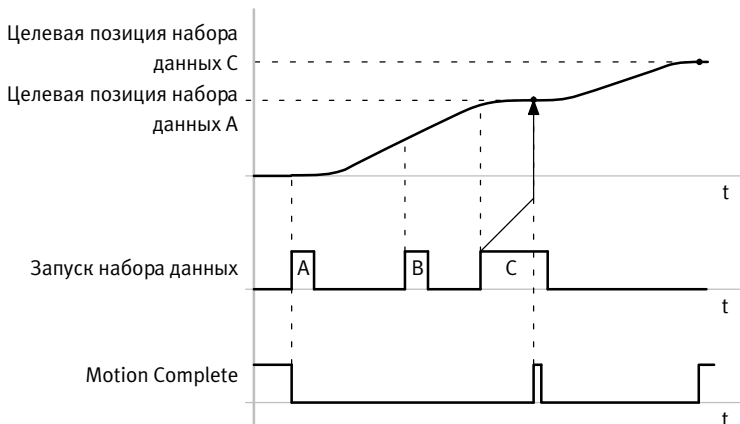 Целевая позиция набора
данных C
Целевая позиция набора
данных A
t
Запуск набора данных
A
B
C
t
Motion Complete
t